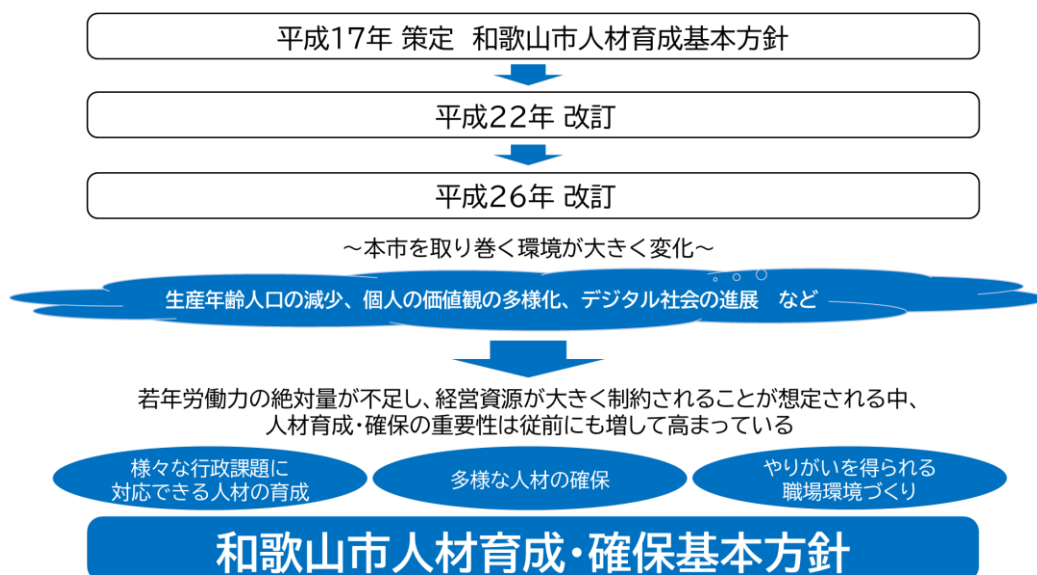 平成17年 策定 和歌山市人材育成基本方針
平成22年 改訂
平成26年 改訂
～本市を取り巻く環境が大きく変化～
生産年齢人口の減少、個人の価値観の多様化、デジタル社会の進展 など
若年労働力の絶対量が不足し、経営資源が大きく制約されることが想定される中、
人材育成・確保の重要性は従前にも増して高まっている
様々な行政課題に
対応できる人材の育成
多様な人材の確保
やりがいを得られる
職場環境づくり
和歌山市人材育成・確保基本方針